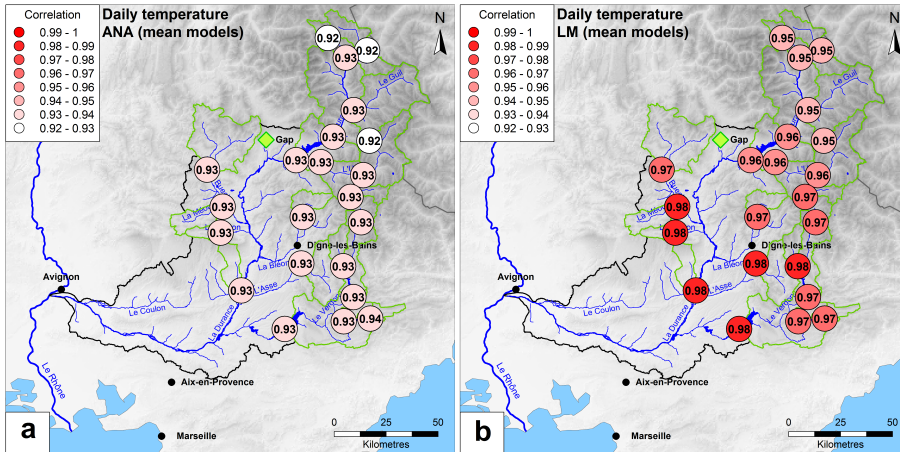 Correlation
0.99 - 1
0.98 - 0.99
0.97 - 0.98
0.96 - 0.97
0.95 - 0.96
0.94 - 0.95
0.93 - 0.94
0.92 - 0.93
Daily temperature
ANA (mean models)
N
0.92
0.92
0.93
Le Guil
0.93
0.93
0.92
Gap
0.93
0.93
0.93
0.93
0.93
0.93
0.93
0.93
0.93
Digne-les-Bains
La Bléon
0.93
0.93
Avignon
L'Asse
0.93
0.93
Le Coulon
La Durance
Le Verdon
0.93
0.93
0.94
Le Rhône
Aix-en-Provence
Marseille
0
25
50
Kilometres
a
Correlation
0.99 - 1
0.98 - 0.99
0.97 - 0.98
0.96 - 0.97
0.95 - 0.96
0.94 - 0.95
0.93 - 0.94
0.92 - 0.93
Daily temperature
LM (mean models)
N
0.95
0.95
0.95
Le Guil
0.95
0.96
0.95
Gap
0.96
0.96
0.97
0.96
0.97
0.98
0.97
0.97
0.98
Digne-les-Bains
La Bléon
0.98
0.98
Avignon
L'Asse
0.98
0.97
Le Coulon
La Durance
Le Verdon
0.98
0.97
0.97
Le Rhône
Aix-en-Provence
Marseille
0
25
50
Kilometres
b